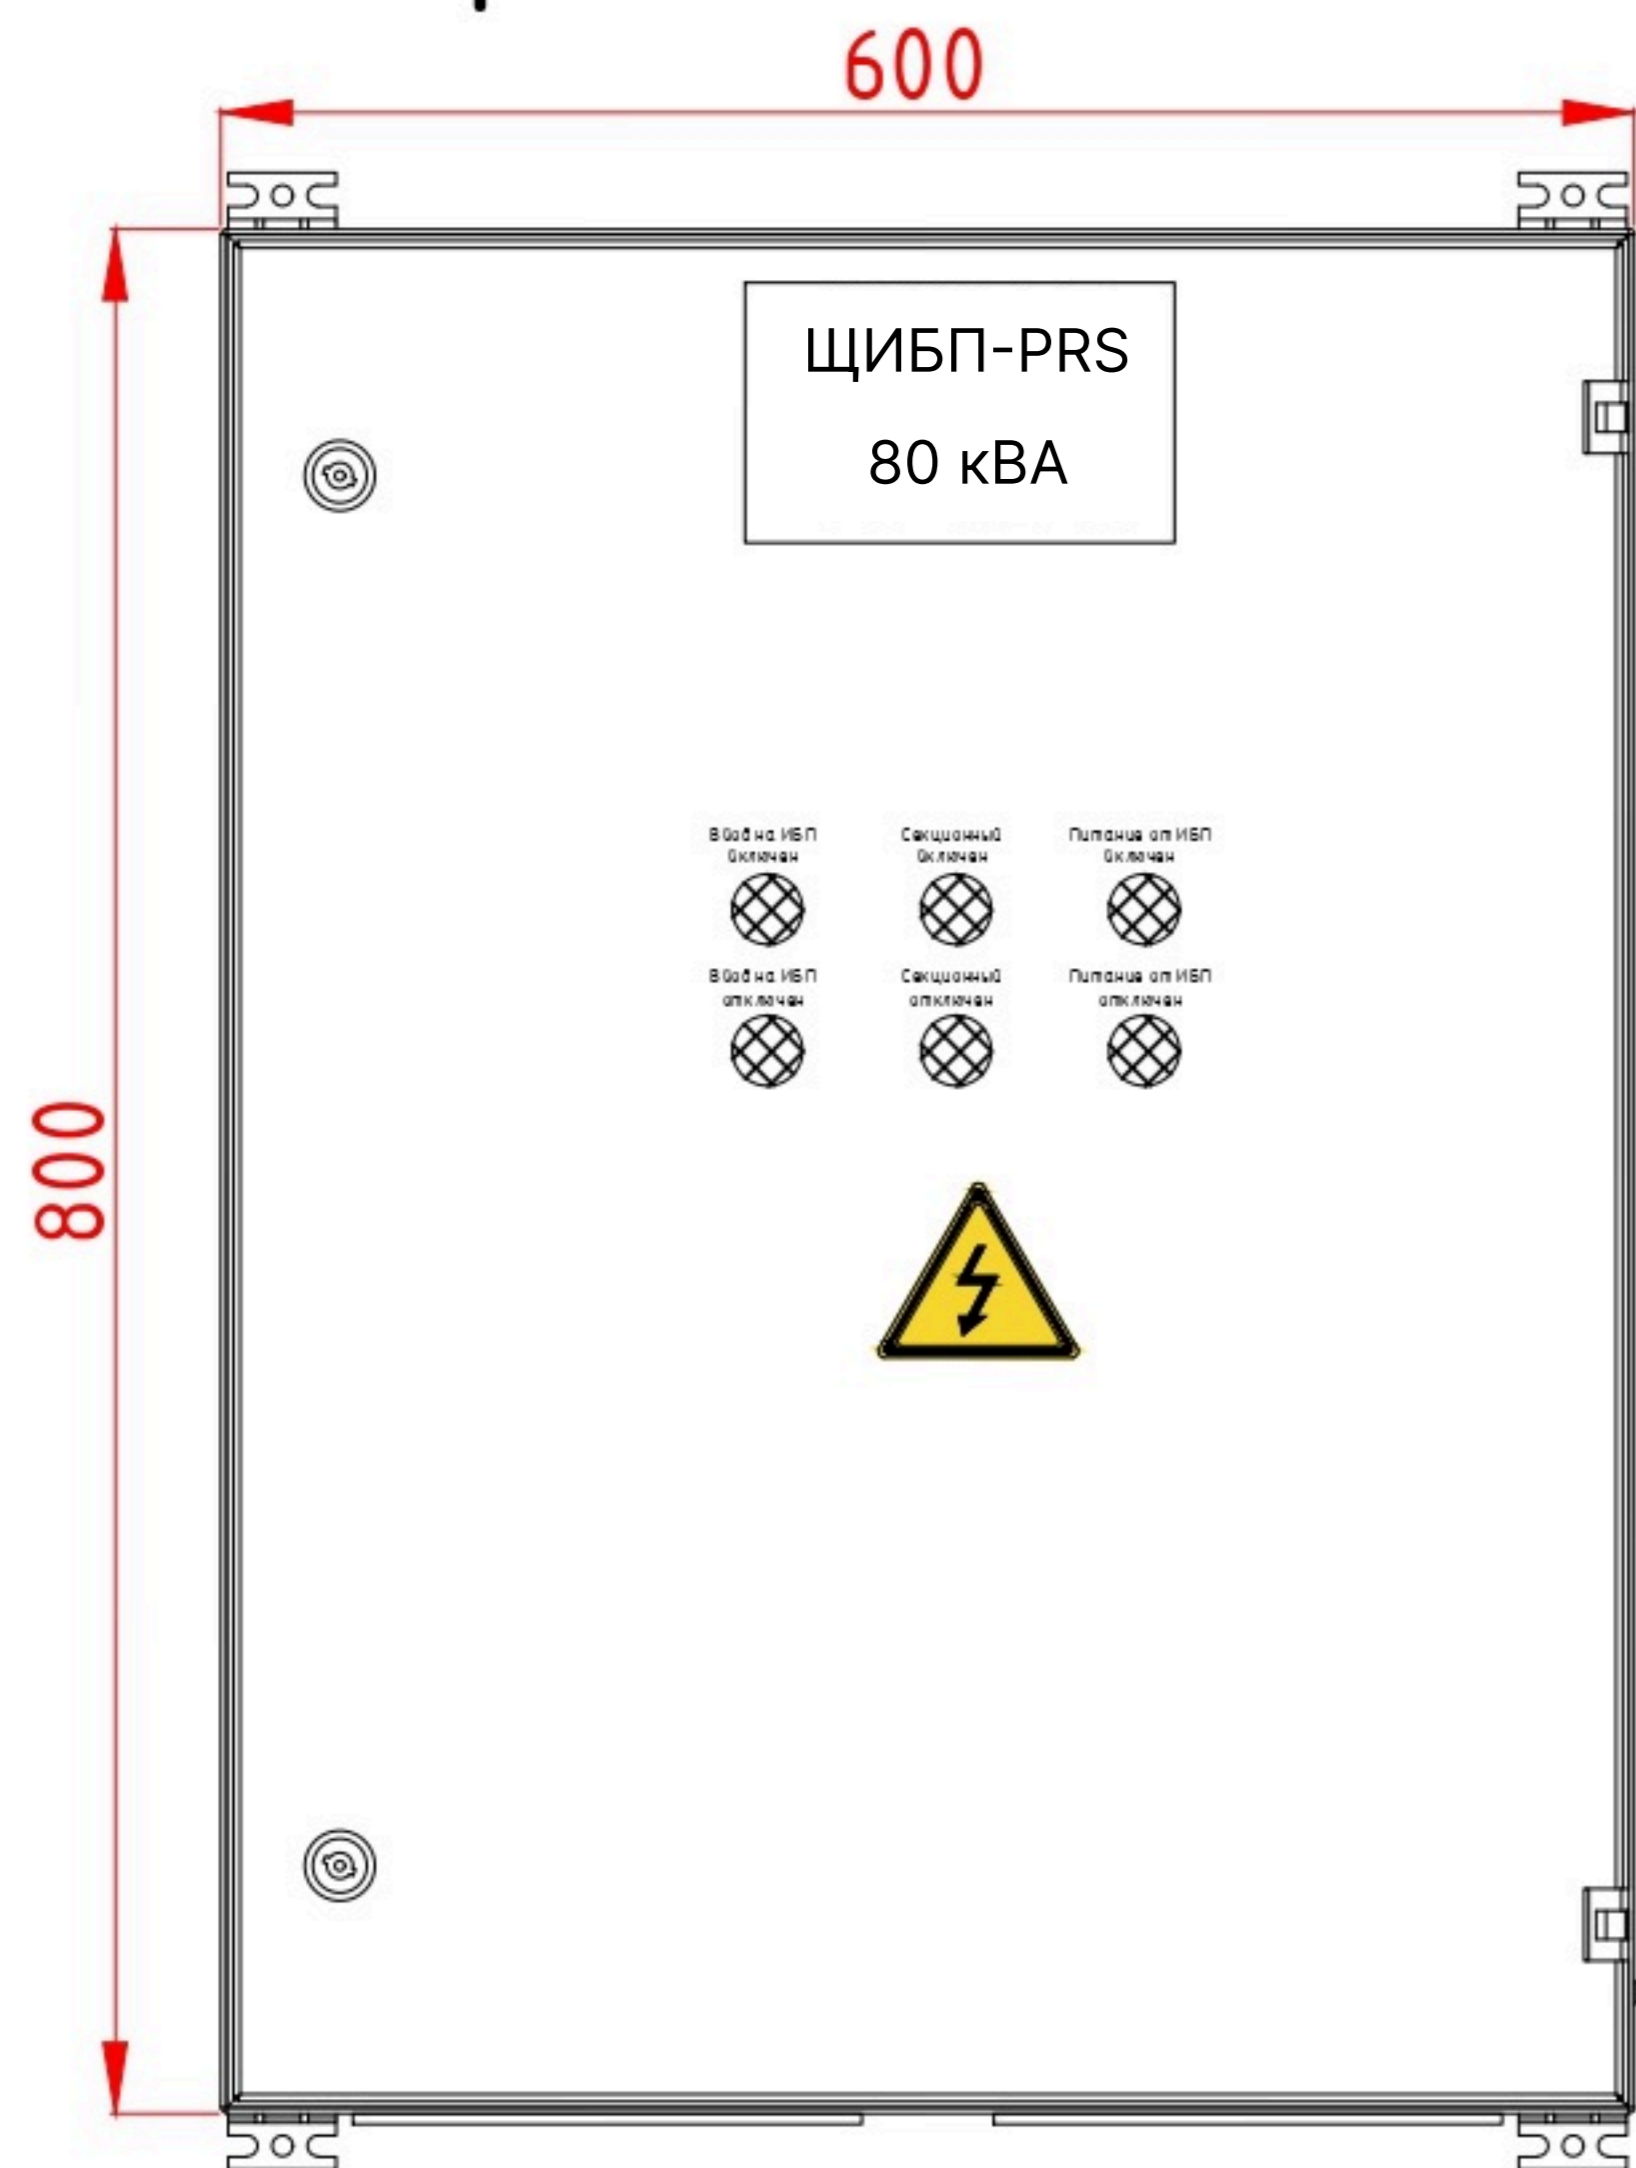 600
ЩИБП-PRS
80 кВА
Ввод на ИБП Секционный Питание от ИБП
включен включен включен
Ввод на ИБП Секционный Питание от ИБП
отключен отключен отключен
800